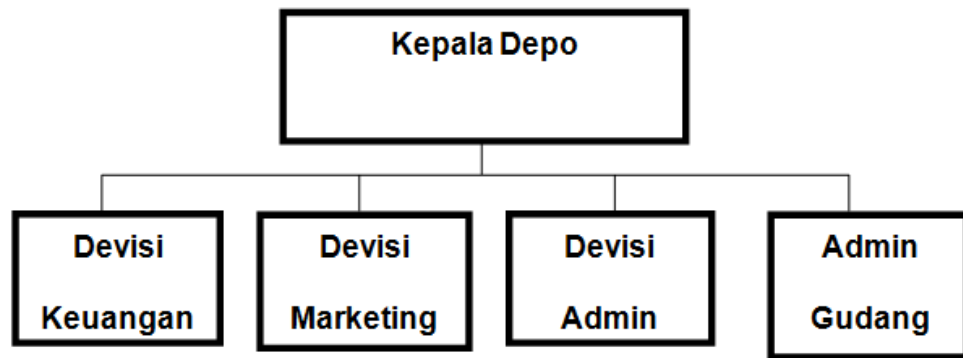 Kepala Depo
Devisi
Keuangan
Devisi
Marketing
Devisi
Admin
Admin
Gudang